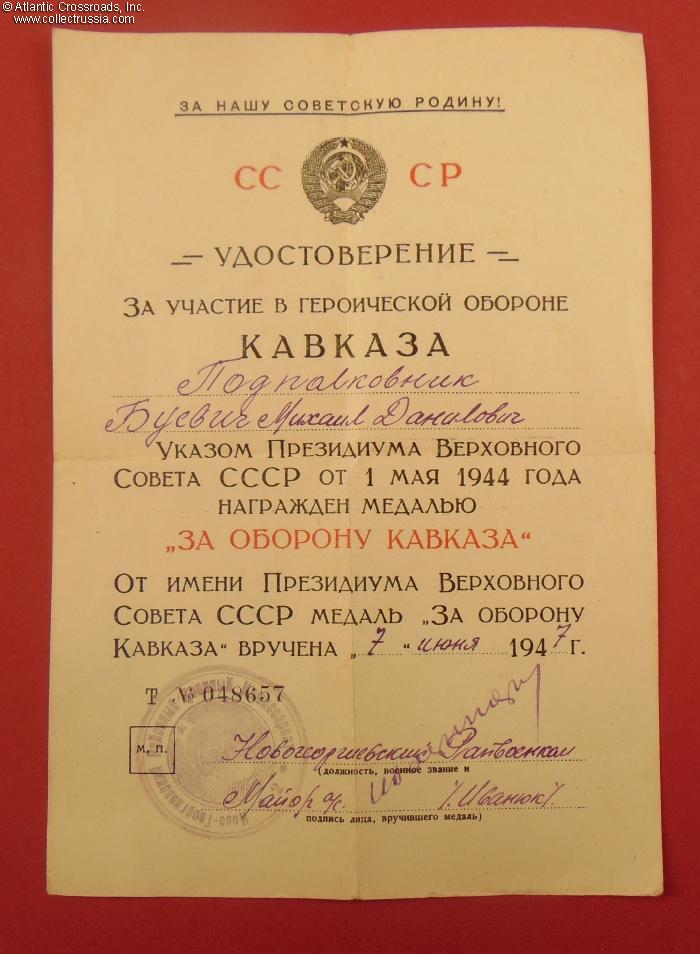 © Atlantic Crossroads, Inc.
www.collectrussia.com
ЗА НАШУ СОВЕТСКУЮ РОДИНУ!
СС СР
УДОСТОВЕРЕНИЕ
ЗА УЧАСТИЕ В ГЕРОИЧЕСКОЙ ОБОРОНЕ
КАВКАЗА
Подполковник
Буевич Михаил Данилович
УКАЗОМ ПРЕЗИДИУМА ВЕРХОВНОГО
СОВЕТА СССР ОТ 1 МАЯ 1944 ГОДА
НАГРАЖДЕН МЕДАЛЬЮ
„ЗА ОБОРОНУ КАВКАЗА“
ОТ ИМЕНИ ПРЕЗИДИУМА ВЕРХОВНОГО
СОВЕТА СССР МЕДАЛЬ „ЗА ОБОРОНУ
КАВКАЗА“ ВРУЧЕНА „7“ июня 1947 г.
Т № 048657
М. П.
Новогеоргиевский Райвоенком
(должность, военное звание и
Майор а/с /Иванюк/
подпись лица, вручившего медаль)